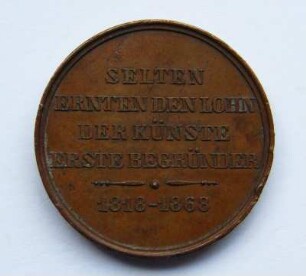 SELTEN
ERNTEN DEN LOHN
DER KÜNSTE
ERSTE BEGRÜNDER
1818-1868